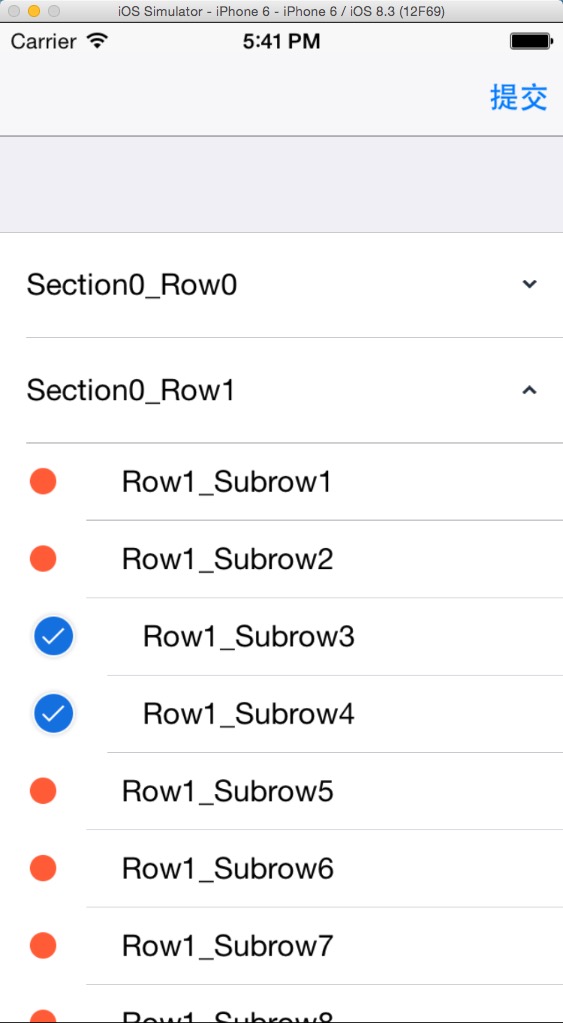 iOS Simulator - iPhone 6 - iPhone 6 / iOS 8.3 (12F69)
Carrier 5:41 PM
提交
Section0_Row0
Section0_Row1
Row1_Subrow1
Row1_Subrow2
Row1_Subrow3
Row1_Subrow4
Row1_Subrow5
Row1_Subrow6
Row1_Subrow7
Row1_Subrow8